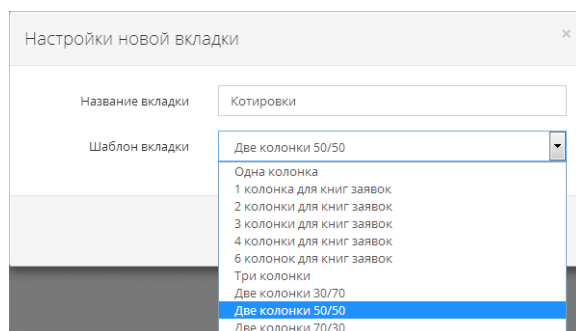 Настройки новой вкладки
×
Название вкладки Котировки
Шаблон вкладки Две колонки 50/50
Одна колонка
1 колонка для книг заявок
2 колонки для книг заявок
3 колонки для книг заявок
4 колонки для книг заявок
6 колонок для книг заявок
Три колонки
Две колонки 30/70
Две колонки 50/50
Две колонки 70/30